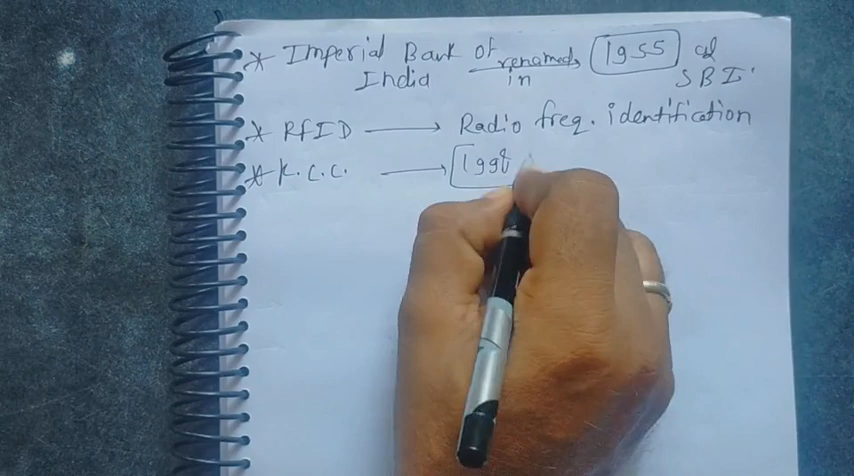 * Imperial Bank Of India renamed in 1955 as SBI.
* RFID → Radio freq. identification
* K.C.C. → 1998